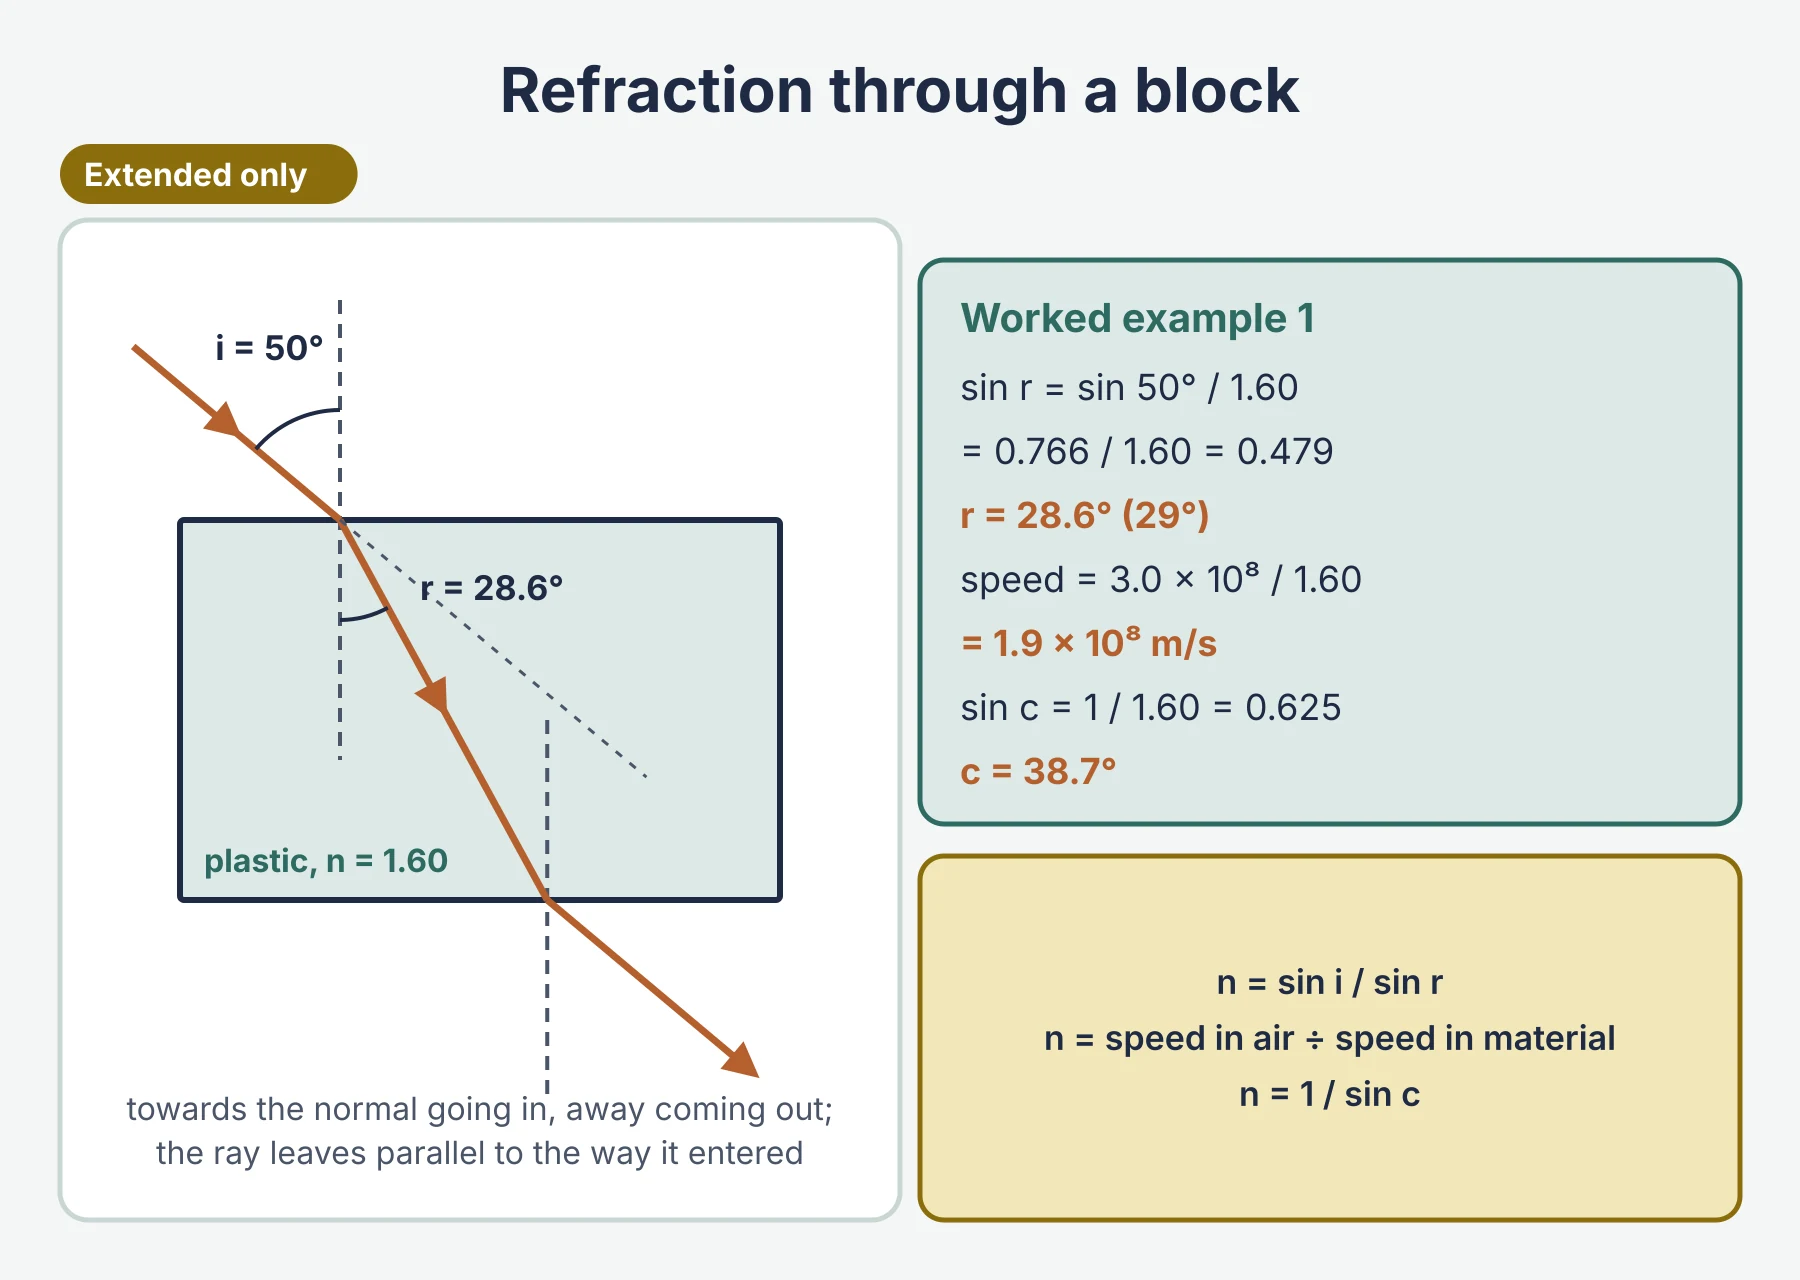 Refraction through a block
Extended only
i = 50°
r = 28.6°
plastic, n = 1.60
towards the normal going in, away coming out;
the ray leaves parallel to the way it entered
Worked example 1
sin r = sin 50° / 1.60
= 0.766 / 1.60 = 0.479
r = 28.6° (29°)
speed = 3.0 × 10⁸ / 1.60
= 1.9 × 10⁸ m/s
sin c = 1 / 1.60 = 0.625
c = 38.7°
n = sin i / sin r
n = speed in air ÷ speed in material
n = 1 / sin c